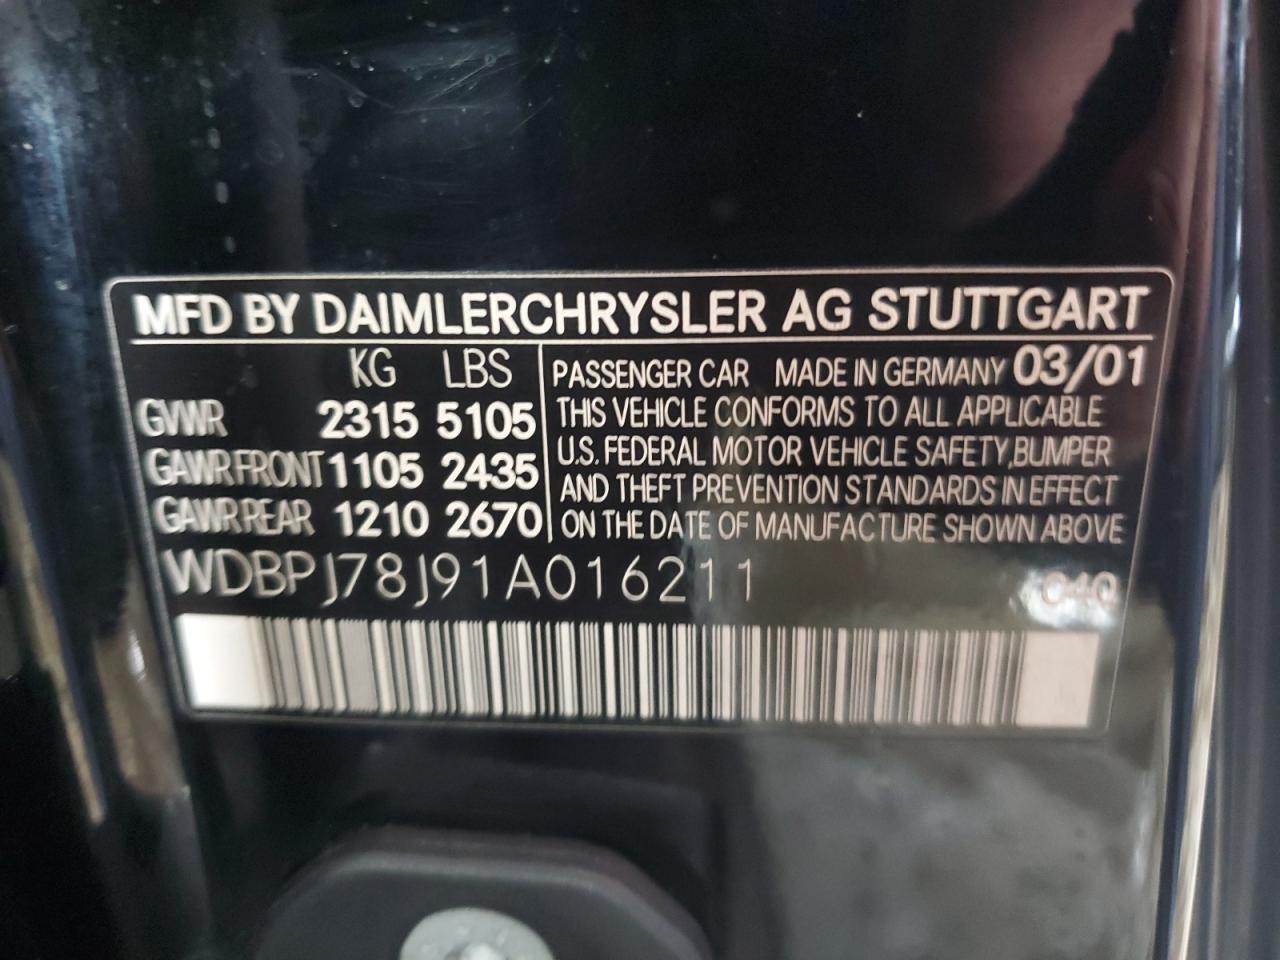 MFD BY DAIMLERCHRYSLER AG STUTTGART
KG LBS
GVWR 2315 5105
GAWR FRONT 1105 2435
GAWR REAR 1210 2670
PASSENGER CAR MADE IN GERMANY 03/01
THIS VEHICLE CONFORMS TO ALL APPLICABLE
U.S. FEDERAL MOTOR VEHICLE SAFETY, BUMPER
AND THEFT PREVENTION STANDARDS IN EFFECT
ON THE DATE OF MANUFACTURE SHOWN ABOVE
WDBPJ78J91A016211 040